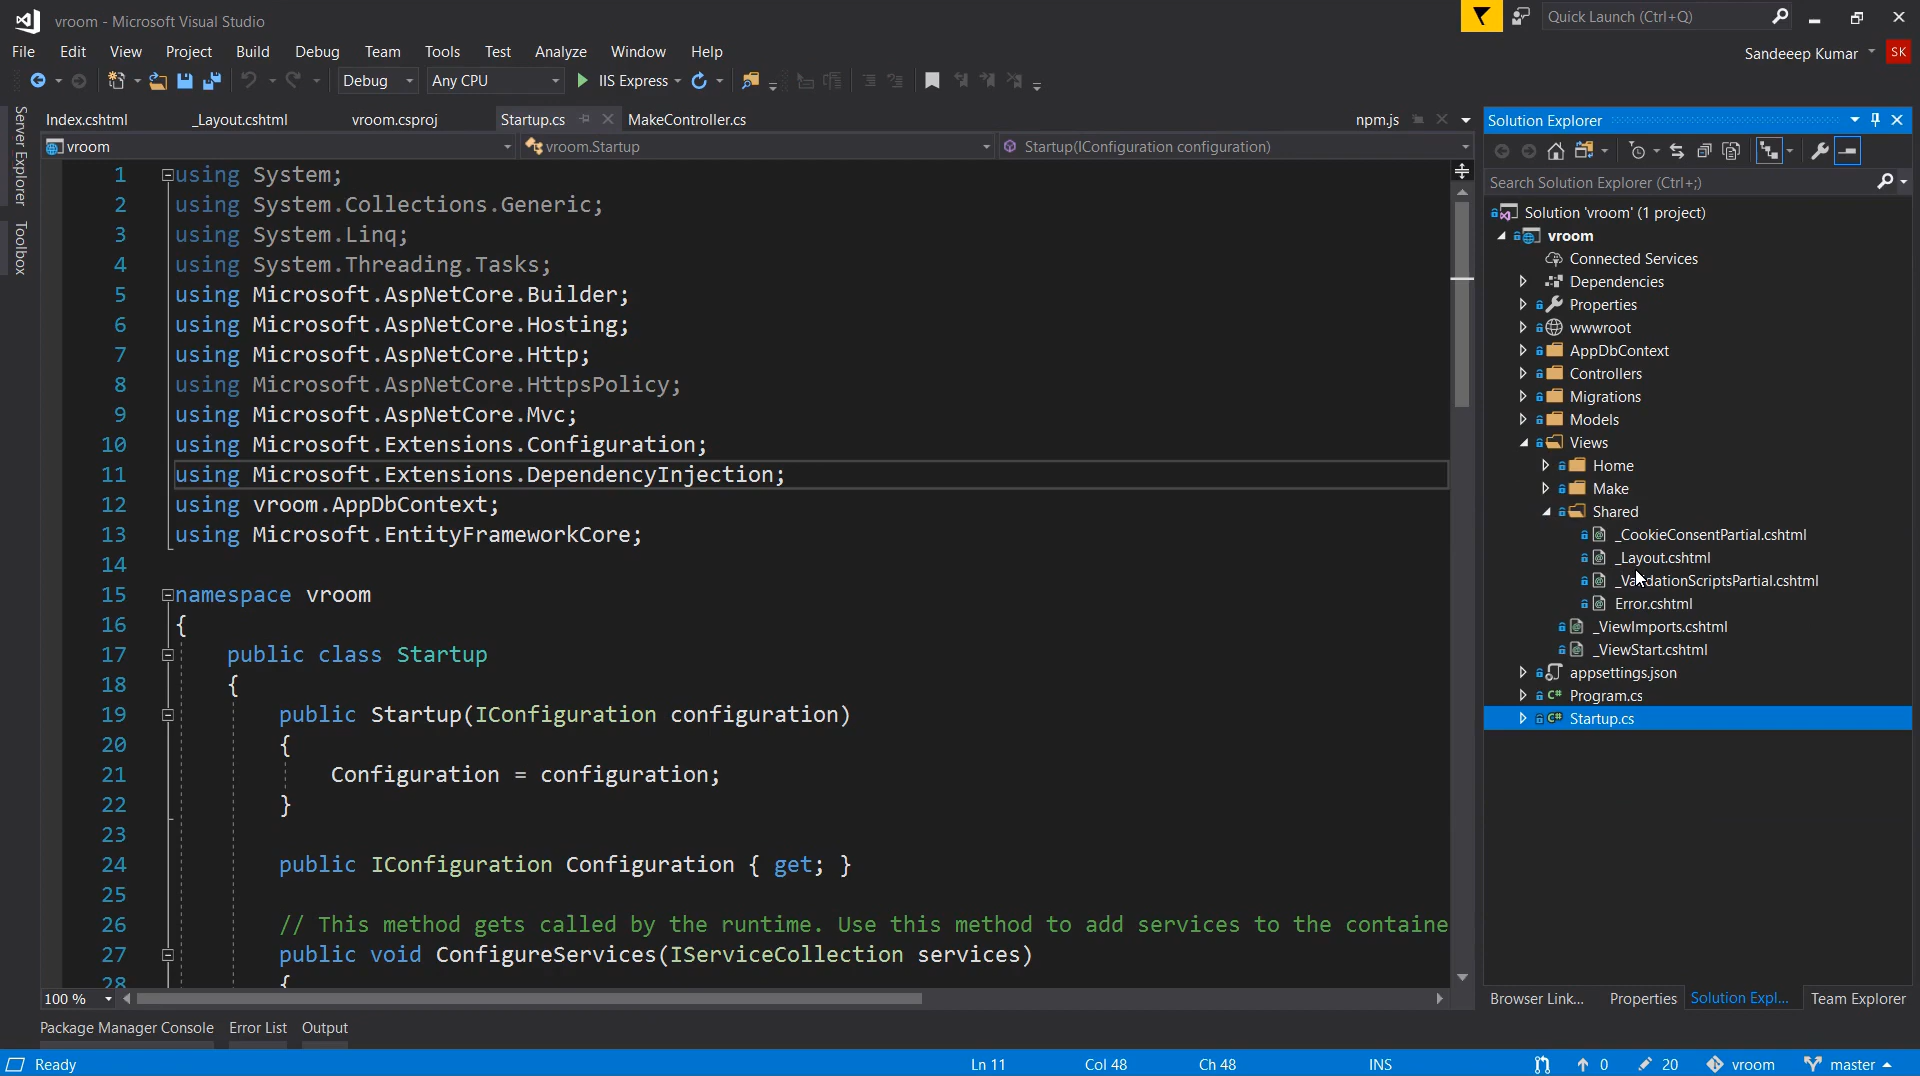 vroom - Microsoft Visual Studio
Quick Launch (Ctrl+Q)
File Edit View Project Build Debug Team Tools Test Analyze Window Help
Sandeeep Kumar SK
Debug Any CPU IIS Express
Server Explorer
Toolbox
Index.cshtml _Layout.cshtml vroom.csproj Startup.cs MakeController.cs npm.js
vroom vroom.Startup Startup(IConfiguration configuration)
1 using System;
2 using System.Collections.Generic;
3 using System.Linq;
4 using System.Threading.Tasks;
5 using Microsoft.AspNetCore.Builder;
6 using Microsoft.AspNetCore.Hosting;
7 using Microsoft.AspNetCore.Http;
8 using Microsoft.AspNetCore.HttpsPolicy;
9 using Microsoft.AspNetCore.Mvc;
10 using Microsoft.Extensions.Configuration;
11 using Microsoft.Extensions.DependencyInjection;
12 using vroom.AppDbContext;
13 using Microsoft.EntityFrameworkCore;
14
15 namespace vroom
16 {
17 public class Startup
18 {
19 public Startup(IConfiguration configuration)
20 {
21 Configuration = configuration;
22 }
23
24 public IConfiguration Configuration { get; }
25
26 // This method gets called by the runtime. Use this method to add services to the containe
27 public void ConfigureServices(IServiceCollection services)
28 {
100 %
Solution Explorer
Search Solution Explorer (Ctrl+;)
Solution 'vroom' (1 project)
vroom
Connected Services
Dependencies
Properties
wwwroot
AppDbContext
Controllers
Migrations
Models
Views
Home
Make
Shared
_CookieConsentPartial.cshtml
_Layout.cshtml
_ValidationScriptsPartial.cshtml
Error.cshtml
_ViewImports.cshtml
_ViewStart.cshtml
appsettings.json
C# Program.cs
C# Startup.cs
Browser Link... Properties Solution Expl... Team Explorer
Package Manager Console Error List Output
Ready Ln 11 Col 48 Ch 48 INS 0 20 vroom master